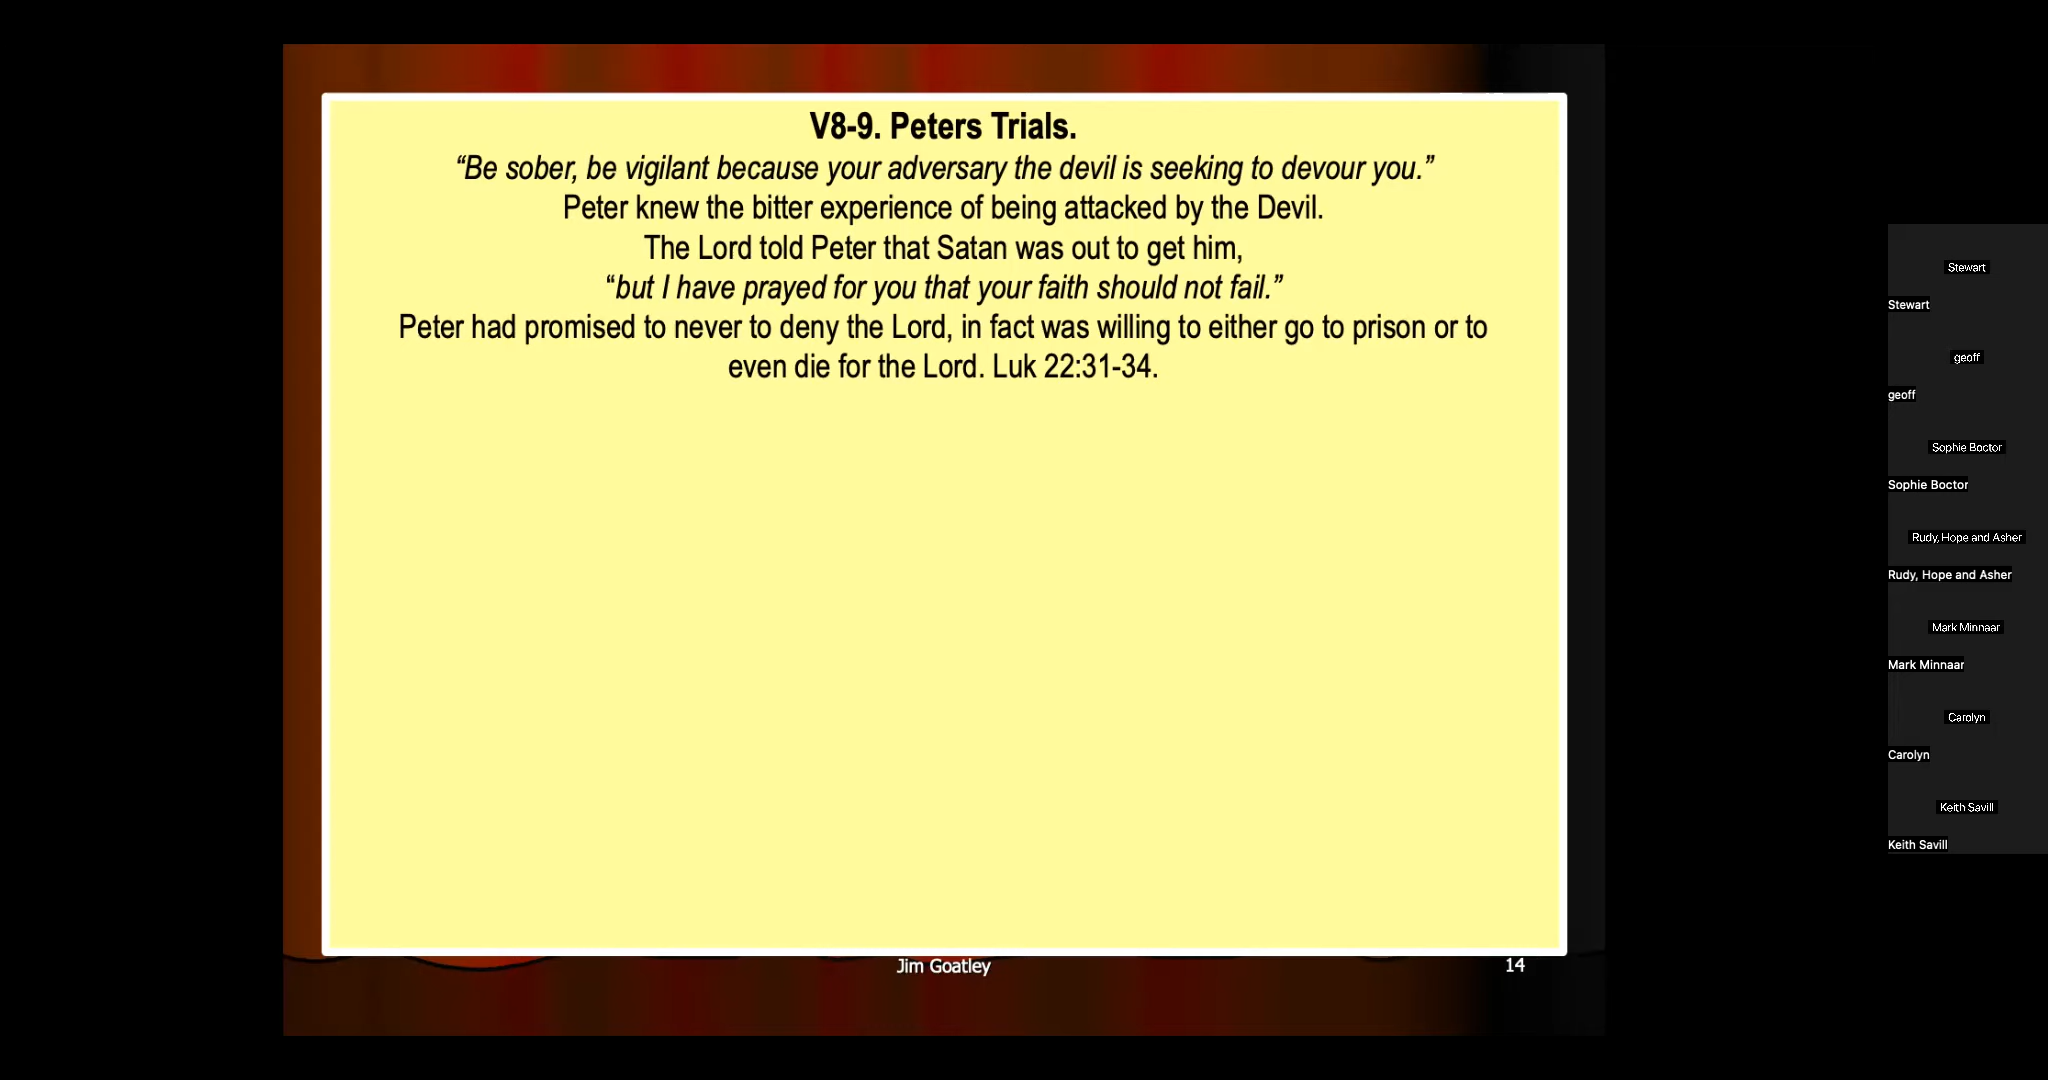 V8-9. Peters Trials.
“Be sober, be vigilant because your adversary the devil is seeking to devour you.”
Peter knew the bitter experience of being attacked by the Devil.
The Lord told Peter that Satan was out to get him,
“but I have prayed for you that your faith should not fail.”
Peter had promised to never to deny the Lord, in fact was willing to either go to prison or to
even die for the Lord. Luk 22:31-34.
Jim Goatley
14
Stewart
Stewart
geoff
geoff
Sophie Boctor
Sophie Boctor
Rudy, Hope and Asher
Rudy, Hope and Asher
Mark Minnaar
Mark Minnaar
Carolyn
Carolyn
Keith Savill
Keith Savill